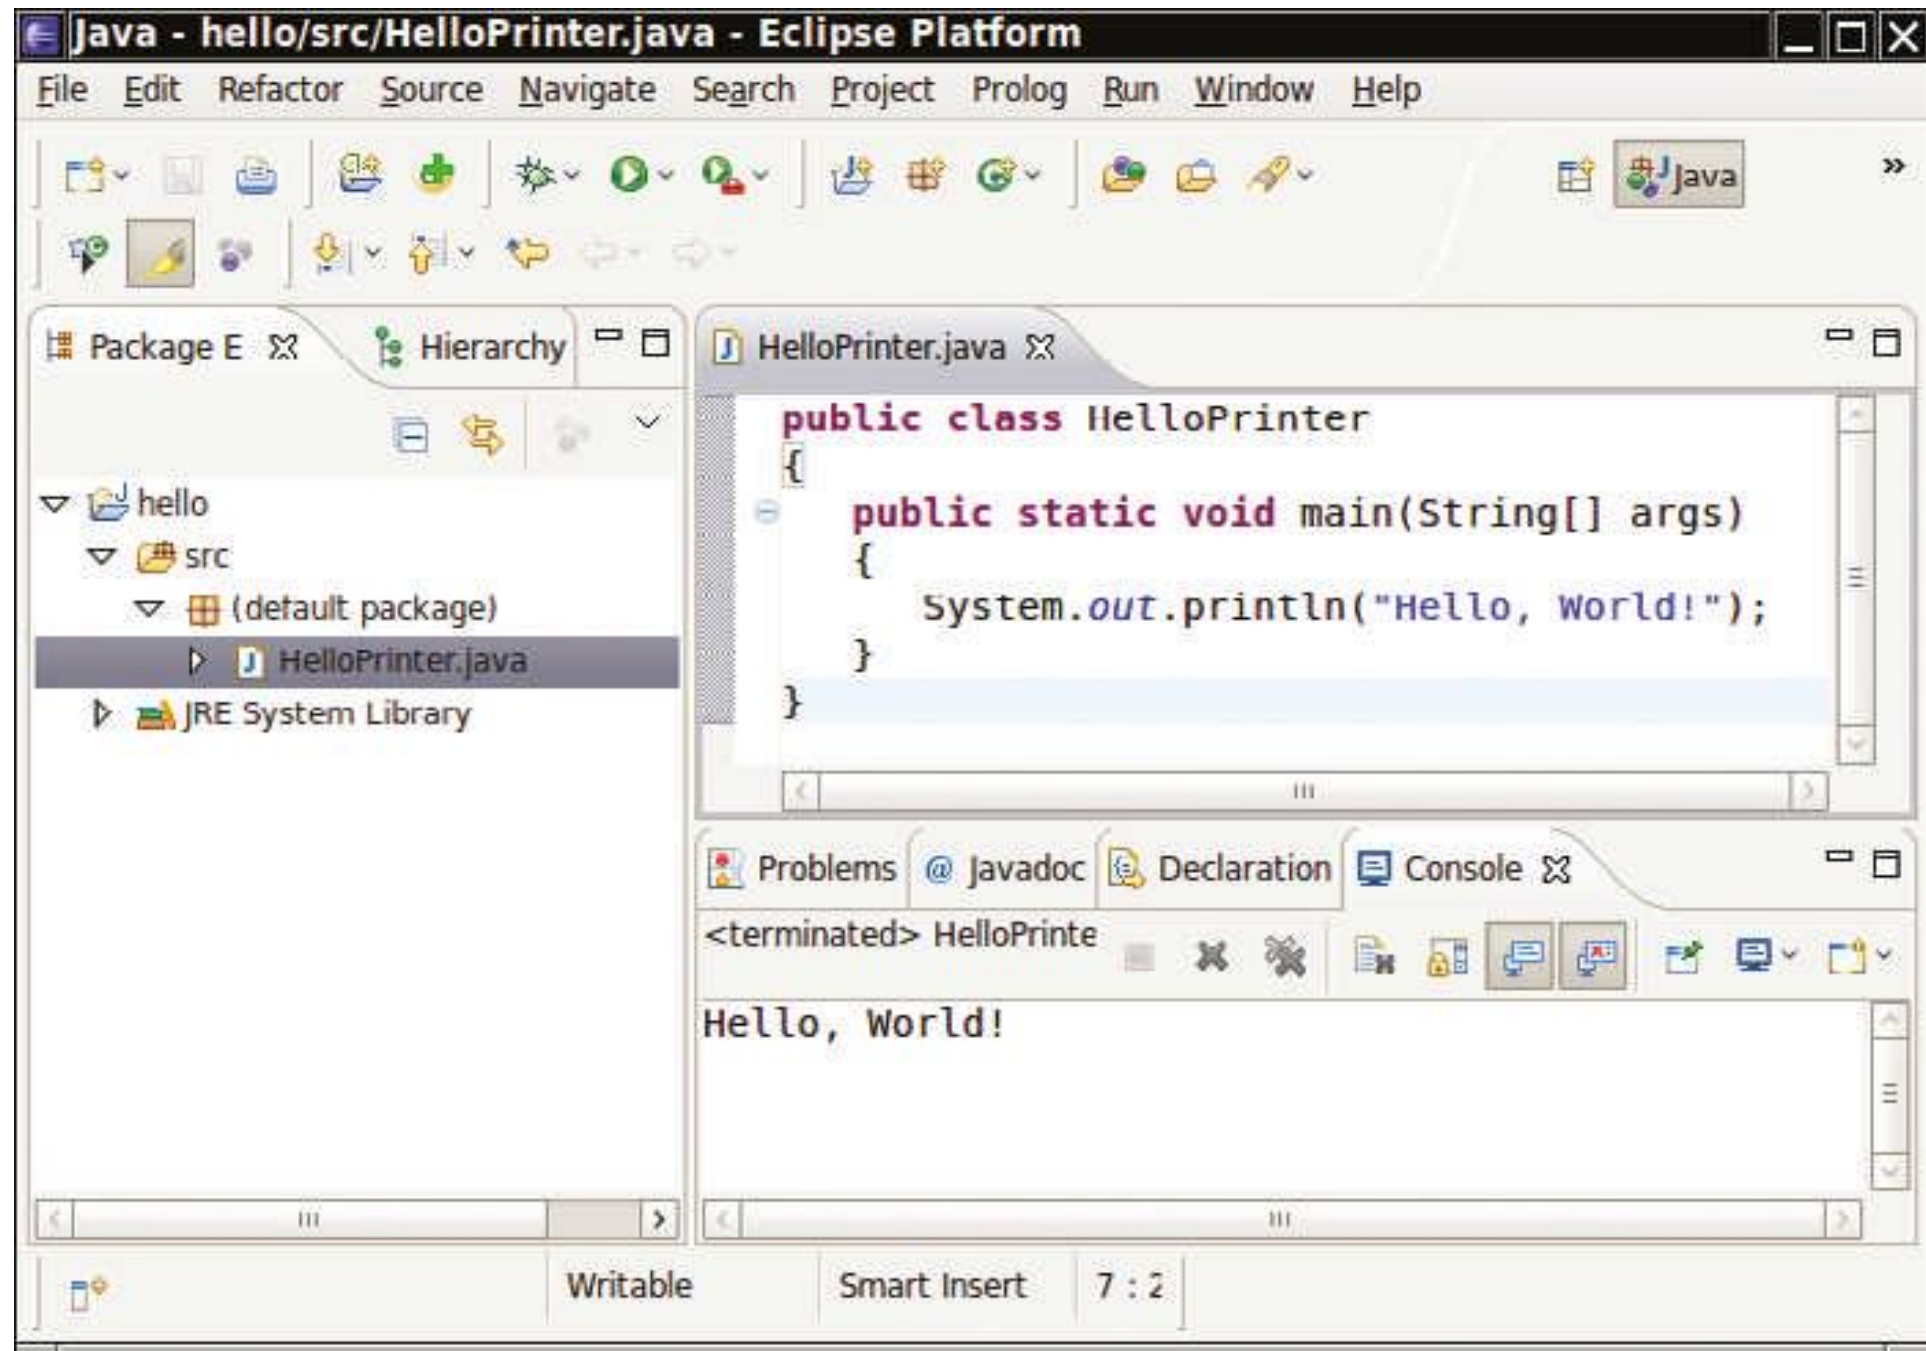 Java - hello/src/HelloPrinter.java - Eclipse Platform
File Edit Refactor Source Navigate Search Project Prolog Run Window Help
Java »
Package E Hierarchy
hello
src
(default package)
HelloPrinter.java
JRE System Library
HelloPrinter.java
public class HelloPrinter
{
public static void main(String[] args)
{
System.out.println("Hello, World!");
}
}
Problems @ Javadoc Declaration Console
<terminated> HelloPrinte
Hello, World!
Writable Smart Insert 7 : 2